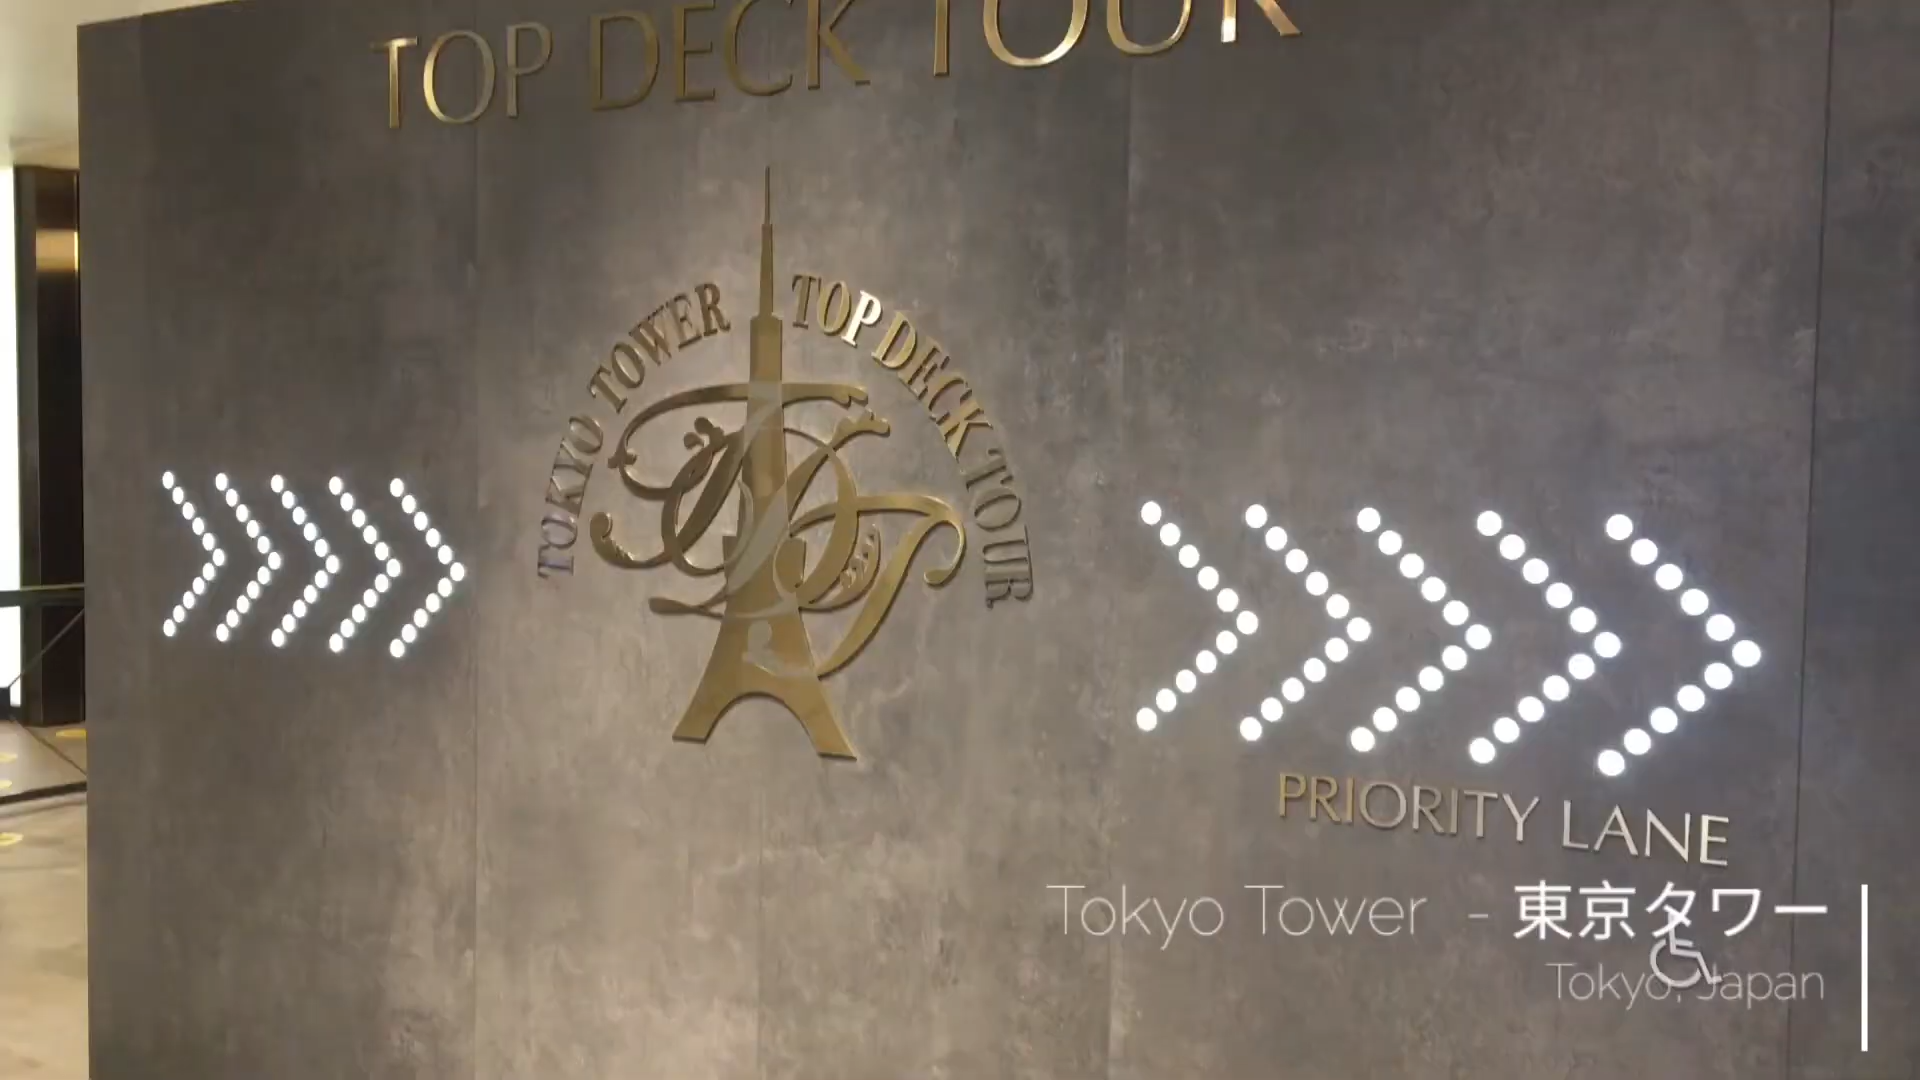 TOP DECK TOUR
TOKYO TOWER TOP DECK TOUR
PRIORITY LANE
Tokyo Tower - 東京タワー
Tokyo, Japan